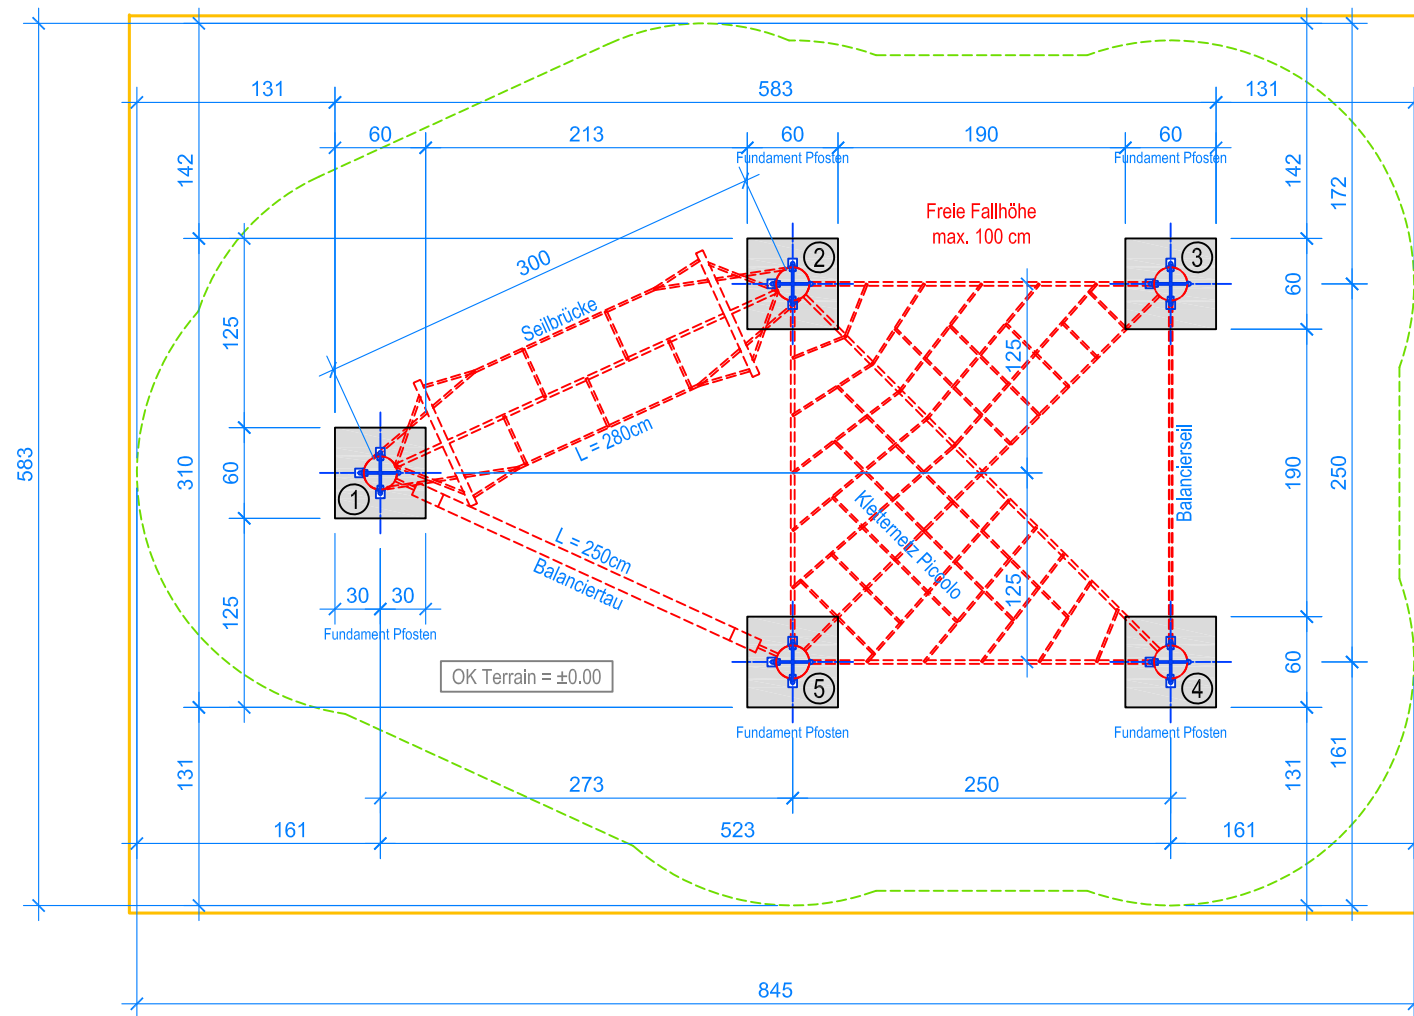 131
583
131
60
213
60
190
60
Fundament Pfosten
Fundament Pfosten
142
142
172
Freie Fallhöhe
max. 100 cm
2
3
300
Seilbrücke
60
125
125
L = 280cm
583
310
60
1
Balancierseil
190
250
Kletternetz Piccolo
L = 250cm
Balanciertau
125
30
30
125
Fundament Pfosten
OK Terrain = ±0.00
5
4
60
Fundament Pfosten
Fundament Pfosten
131
131
161
273
250
161
523
161
845